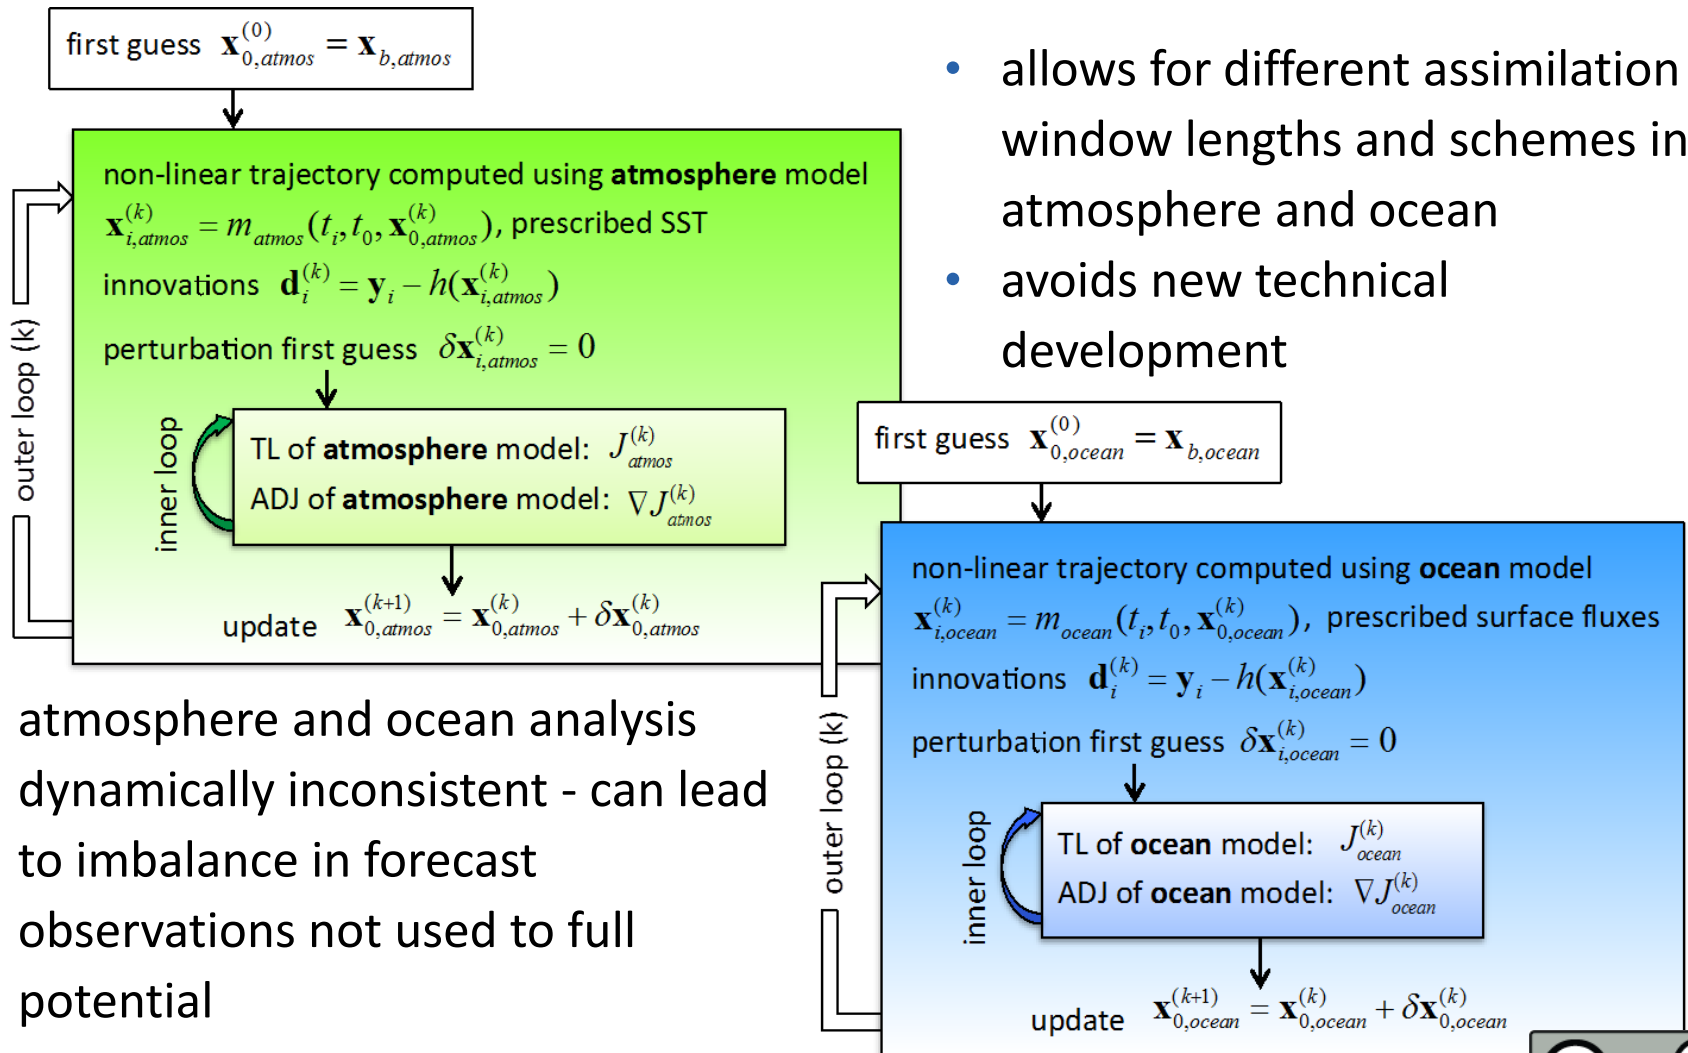 first guess x_{0,atmos}^{(0)} = x_{b,atmos}
non-linear trajectory computed using atmosphere model
x_{i,atmos}^{(k)} = m_{atmos}(t_i, t_0, x_{0,atmos}^{(k)}), prescribed SST
innovations d_i^{(k)} = y_i – h(x_{i,atmos}^{(k)})
perturbation first guess δx_{i,atmos}^{(k)} = 0
TL of atmosphere model: J_{atmos}^{(k)}
ADJ of atmosphere model: ∇J_{atmos}^{(k)}
update x_{0,atmos}^{(k+1)} = x_{0,atmos}^{(k)} + δx_{0,atmos}^{(k)}
inner loop
outer loop (k)
• allows for different assimilation
window lengths and schemes in
atmosphere and ocean
• avoids new technical
development
first guess x_{0,ocean}^{(0)} = x_{b,ocean}
non-linear trajectory computed using ocean model
x_{i,ocean}^{(k)} = m_{ocean}(t_i, t_0, x_{0,ocean}^{(k)}), prescribed surface fluxes
innovations d_i^{(k)} = y_i – h(x_{i,ocean}^{(k)})
perturbation first guess δx_{i,ocean}^{(k)} = 0
TL of ocean model: J_{ocean}^{(k)}
ADJ of ocean model: ∇J_{ocean}^{(k)}
update x_{0,ocean}^{(k+1)} = x_{0,ocean}^{(k)} + δx_{0,ocean}^{(k)}
inner loop
outer loop (k)
atmosphere and ocean analysis
dynamically inconsistent - can lead
to imbalance in forecast
observations not used to full
potential